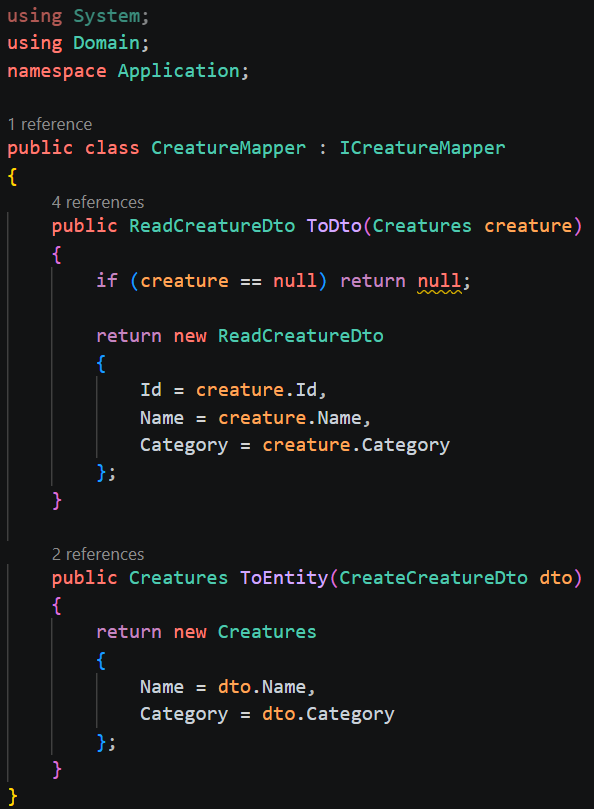 using System;
using Domain;
namespace Application;
1 reference
public class CreatureMapper : ICreatureMapper
{
4 references
public ReadCreatureDto ToDto(Creatures creature)
{
if (creature == null) return null;
return new ReadCreatureDto
{
Id = creature.Id,
Name = creature.Name,
Category = creature.Category
};
}
2 references
public Creatures ToEntity(CreateCreatureDto dto)
{
return new Creatures
{
Name = dto.Name,
Category = dto.Category
};
}
}